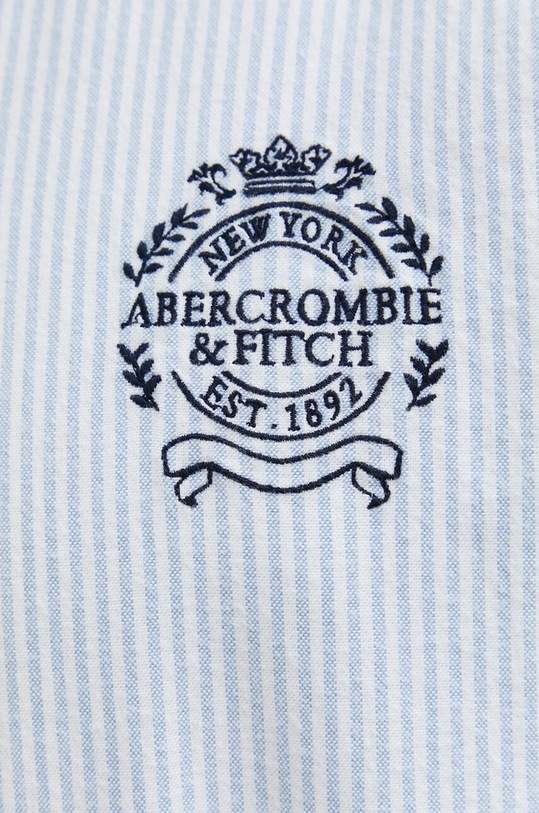 NEW YORK
ABERCROMBIE
& FITCH
EST. 1892